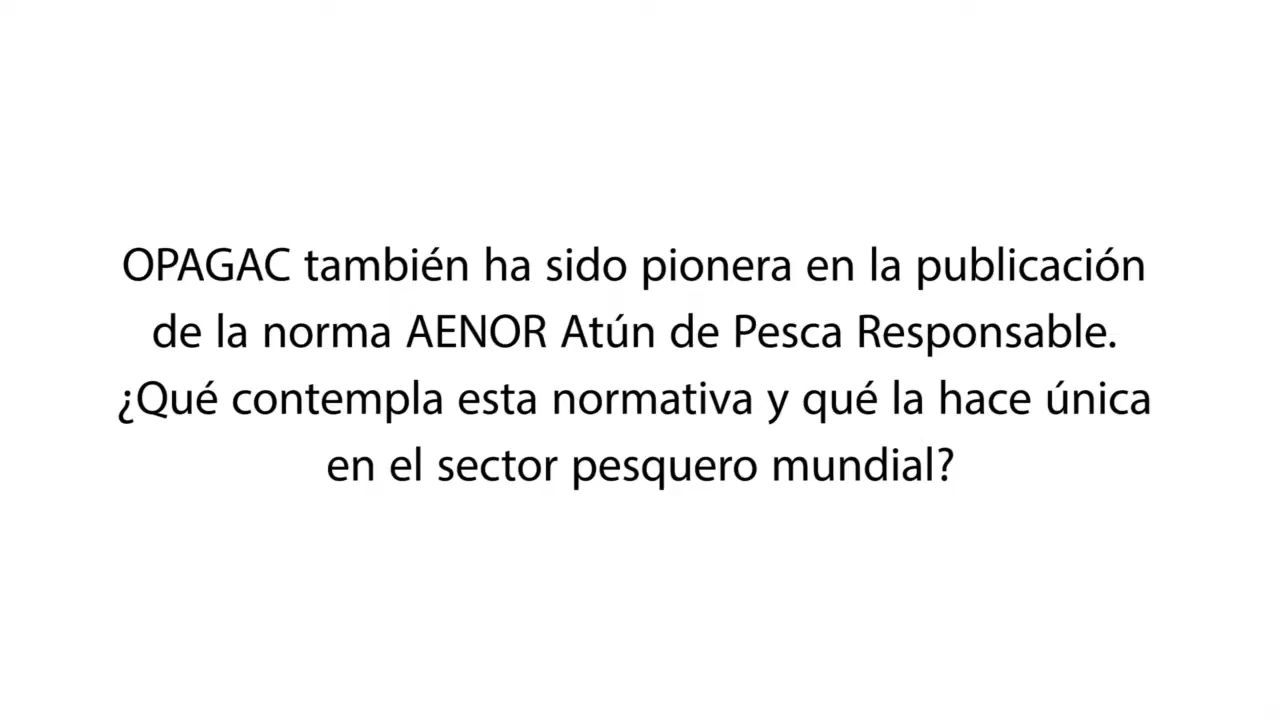 OPAGAC también ha sido pionera en la publicación
de la norma AENOR Atún de Pesca Responsable.
¿Qué contempla esta normativa y qué la hace única
en el sector pesquero mundial?